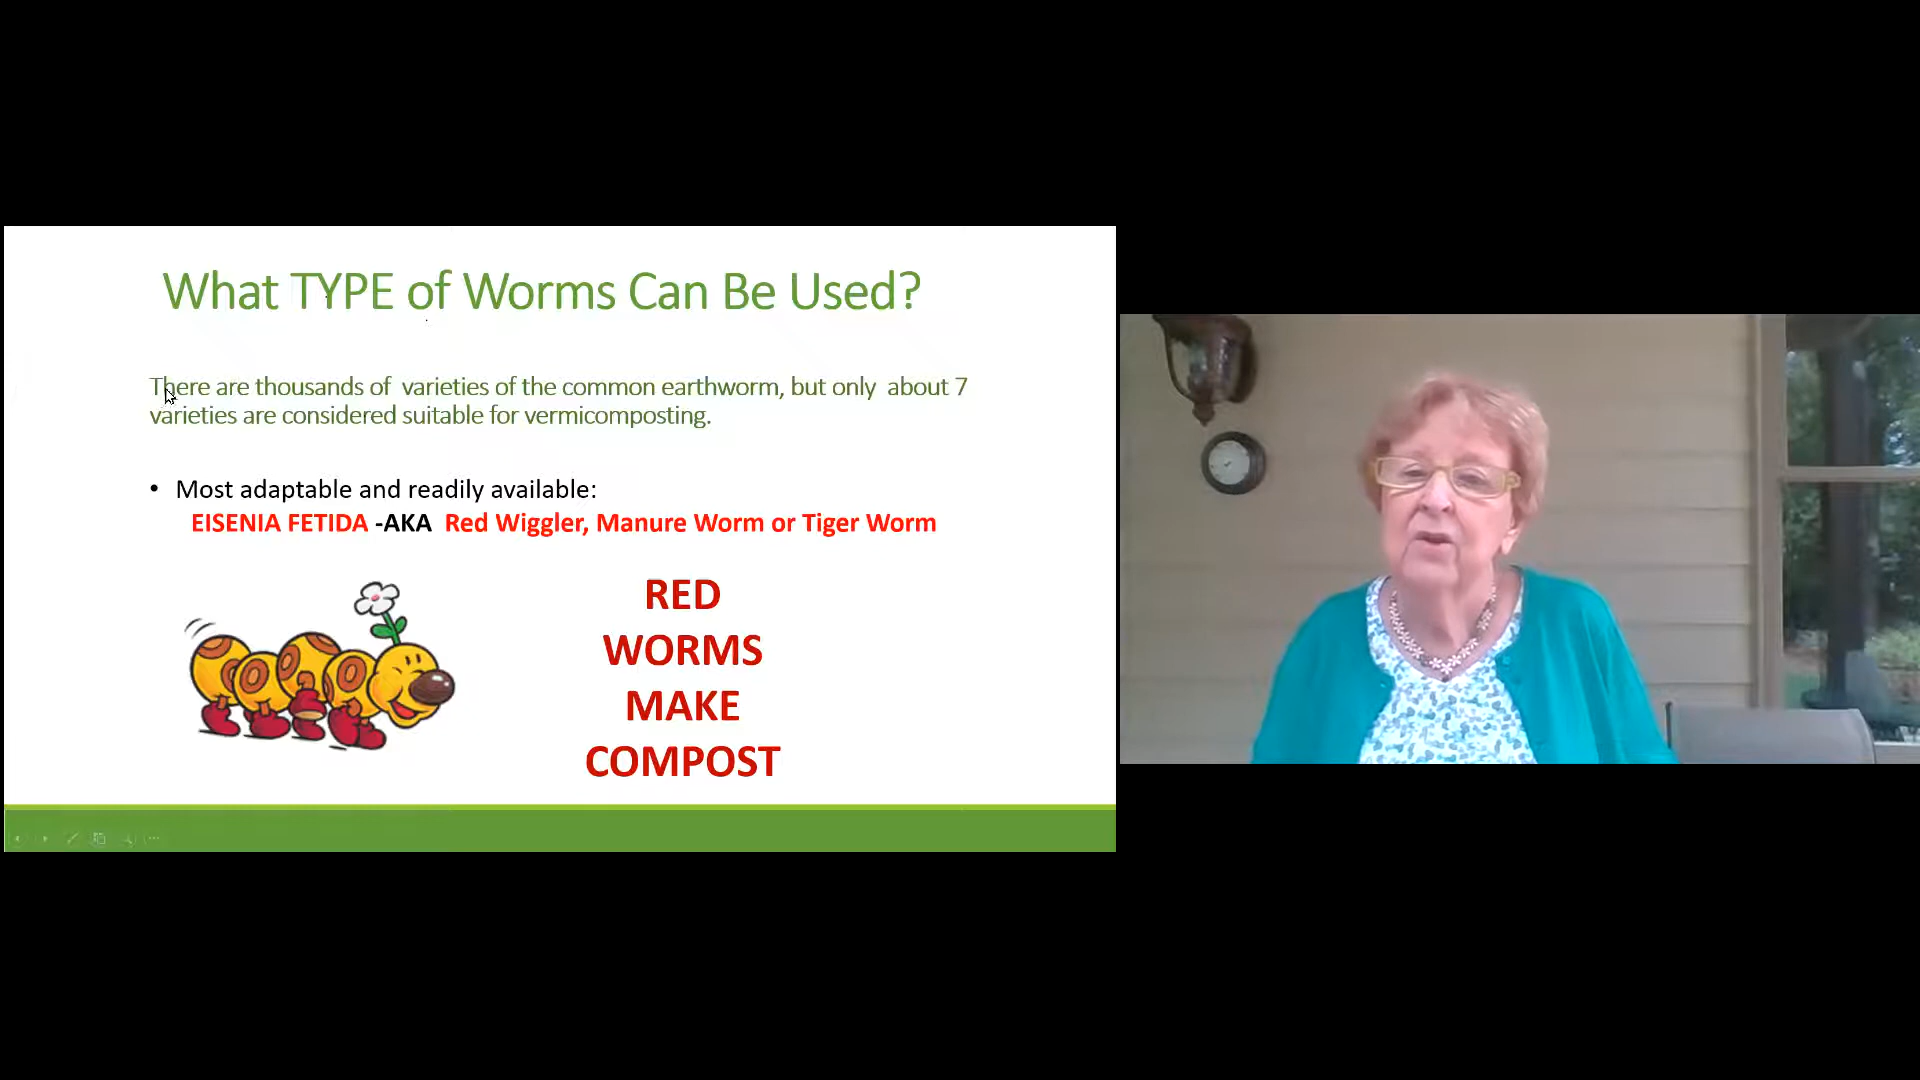 What TYPE of Worms Can Be Used?
There are thousands of varieties of the common earthworm, but only about 7
varieties are considered suitable for vermicomposting.
• Most adaptable and readily available:
EISENIA FETIDA -AKA Red Wiggler, Manure Worm or Tiger Worm
RED
WORMS
MAKE
COMPOST